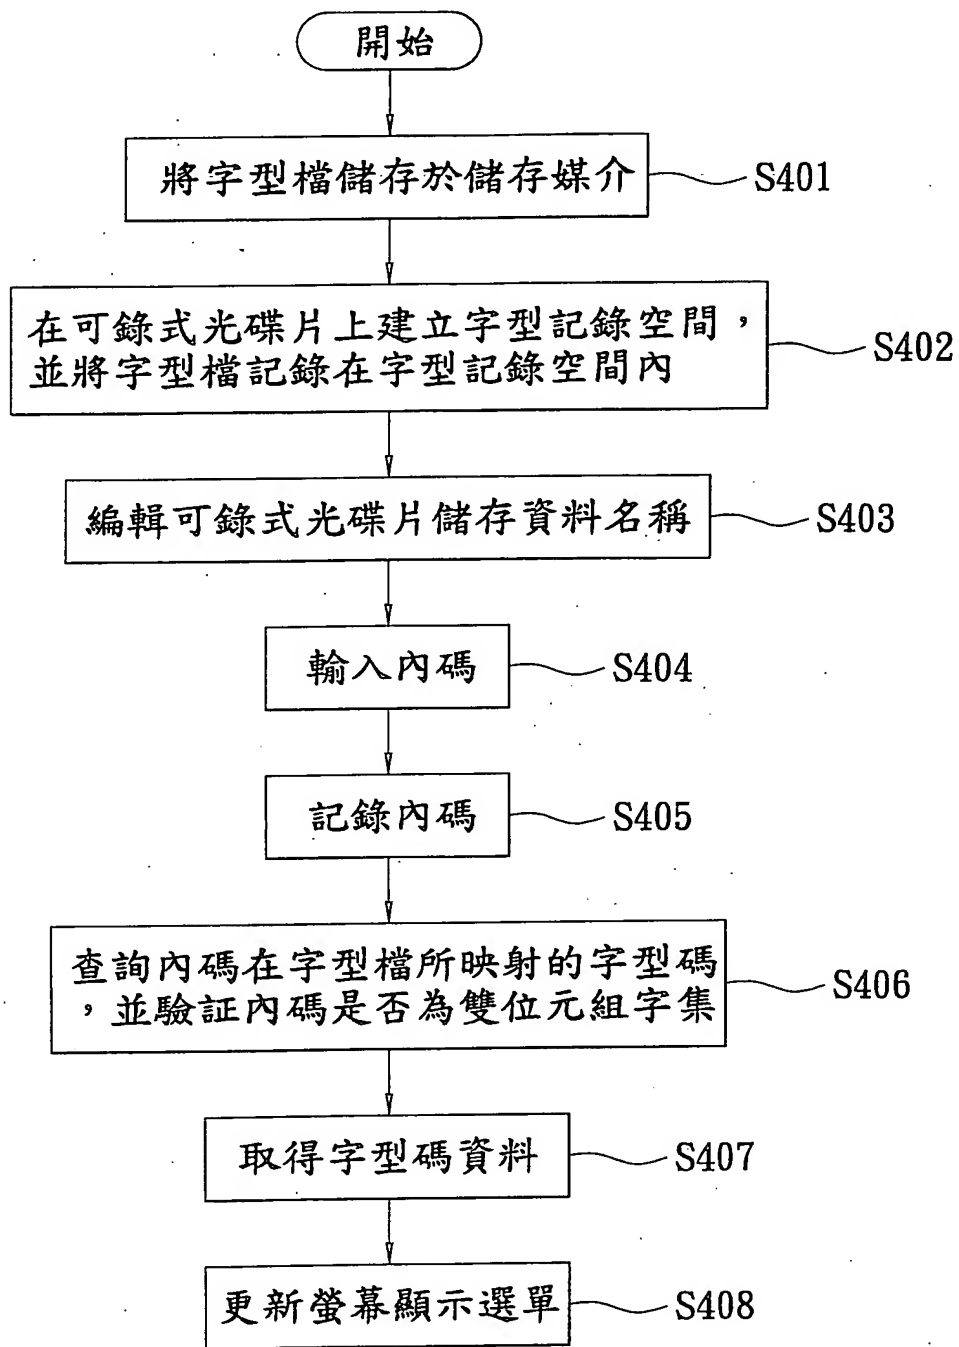 開始
將字型檔儲存於儲存媒介
S401
在可錄式光碟片上建立字型記錄空間，
並將字型檔記錄在字型記錄空間內
S402
編輯可錄式光碟片儲存資料名稱
S403
輸入內碼
S404
記錄內碼
S405
查詢內碼在字型檔所映射的字型碼
，並驗証內碼是否為雙位元組字集
S406
取得字型碼資料
S407
更新螢幕顯示選單
S408